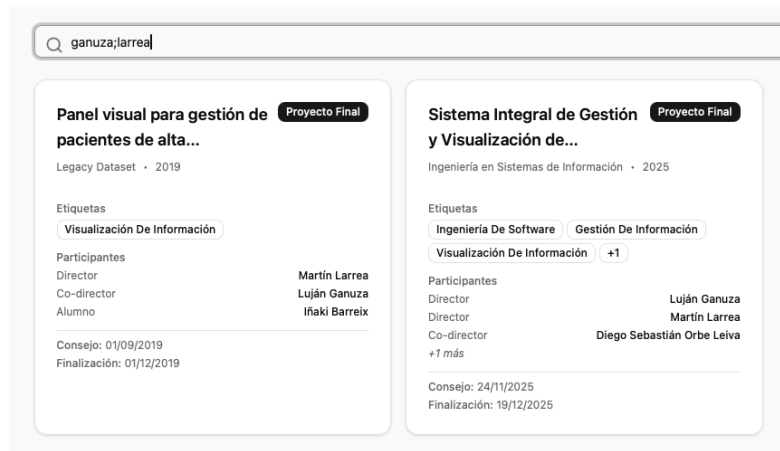 ganuza;larrea
Panel visual para gestión de
pacientes de alta...
Proyecto Final
Legacy Dataset • 2019
Etiquetas
Visualización De Información
Participantes
Director Martín Larrea
Co-director Luján Ganuza
Alumno Iñaki Barreix
Consejo: 01/09/2019
Finalización: 01/12/2019
Sistema Integral de Gestión
y Visualización de...
Proyecto Final
Ingeniería en Sistemas de Información • 2025
Etiquetas
Ingeniería De Software Gestión De Información
Visualización De Información +1
Participantes
Director Luján Ganuza
Director Martín Larrea
Co-director Diego Sebastián Orbe Leiva
+1 más
Consejo: 24/11/2025
Finalización: 19/12/2025